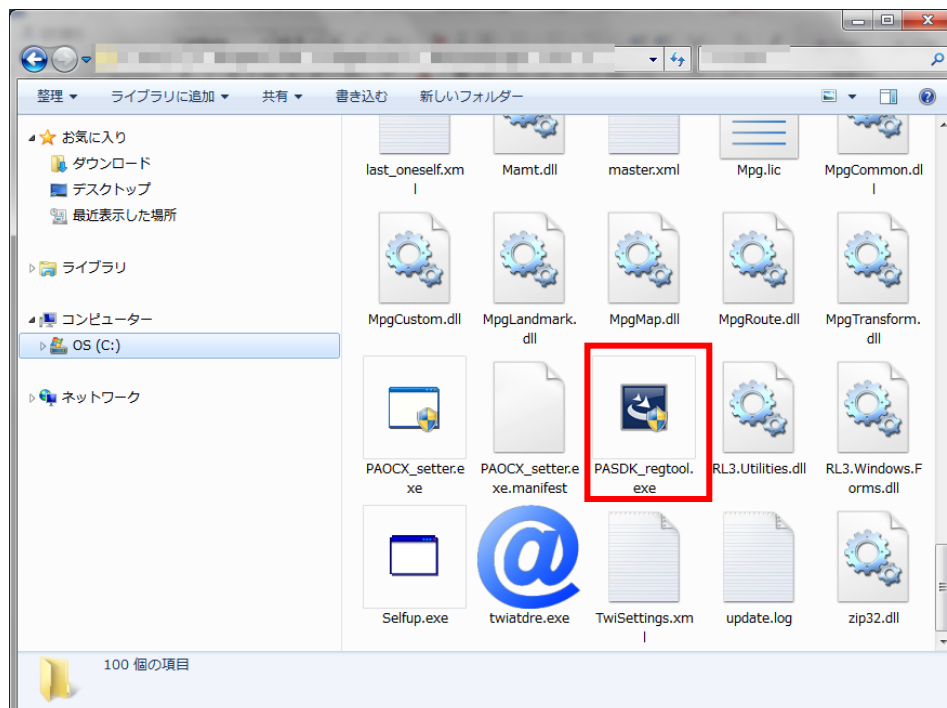 整理 ライブラリに追加 共有 書き込む 新しいフォルダー
お気に入り
ダウンロード
デスクトップ
最近表示した場所
ライブラリ
コンピューター
OS (C:)
ネットワーク
last_oneself.xm
l
Mamt.dll
master.xml
Mpg.lic
MpgCommon.dl
l
MpgCustom.dll
MpgLandmark.
dll
MpgMap.dll
MpgRoute.dll
MpgTransform.
dll
PAOCX_setter.e
xe
PAOCX_setter.e
xe.manifest
PASDK_regtool.
exe
RL3.Utilities.dll
RL3.Windows.F
orms.dll
Selfup.exe
twiatdre.exe
TwiSettings.xm
l
update.log
zip32.dll
100 個の項目